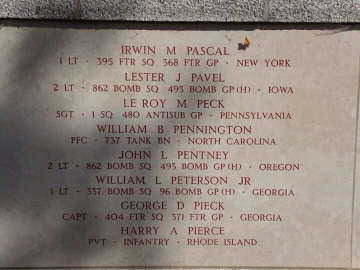 IRWIN M PASCAL
1 LT · 395 FTR SQ 368 FTR GP · NEW YORK
LESTER J PAVEL
2 LT · 862 BOMB SQ 493 BOMB GP (H) · IOWA
LE ROY M PECK
SGT · 1 SQ 480 ANTISUB GP · PENNSYLVANIA
WILLIAM B PENNINGTON
PFC · 737 TANK BN · NORTH CAROLINA
JOHN L PENTNEY
2 LT · 862 BOMB SQ 493 BOMB GP (H) · OREGON
WILLIAM L PETERSON JR
1 LT · 337 BOMB SQ 96 BOMB GP (H) · GEORGIA
GEORGE D PIECK
CAPT · 404 FTR SQ 371 FTR GP · GEORGIA
HARRY A PIERCE
PVT · INFANTRY · RHODE ISLAND